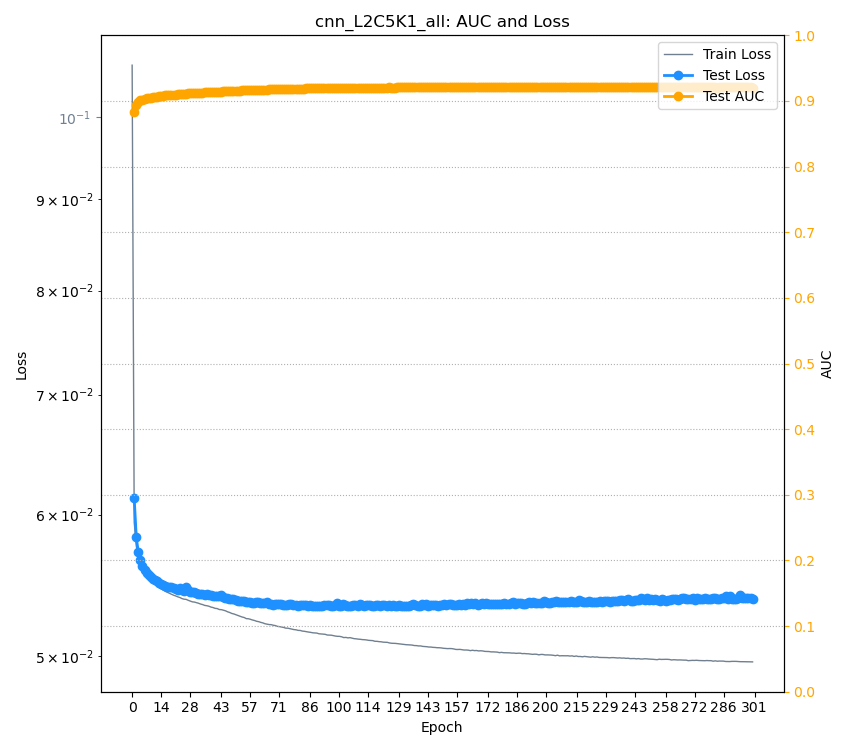 cnn_L2C5K1_all: AUC and Loss
Train Loss
Test Loss
Test AUC
10⁻¹
9 × 10⁻²
8 × 10⁻²
7 × 10⁻²
6 × 10⁻²
5 × 10⁻²
Loss
1.0
0.9
0.8
0.7
0.6
0.5
0.4
0.3
0.2
0.1
0.0
AUC
0 14 28 43 57 71 86 100 114 129 143 157 172 186 200 215 229 243 258 272 286 301
Epoch